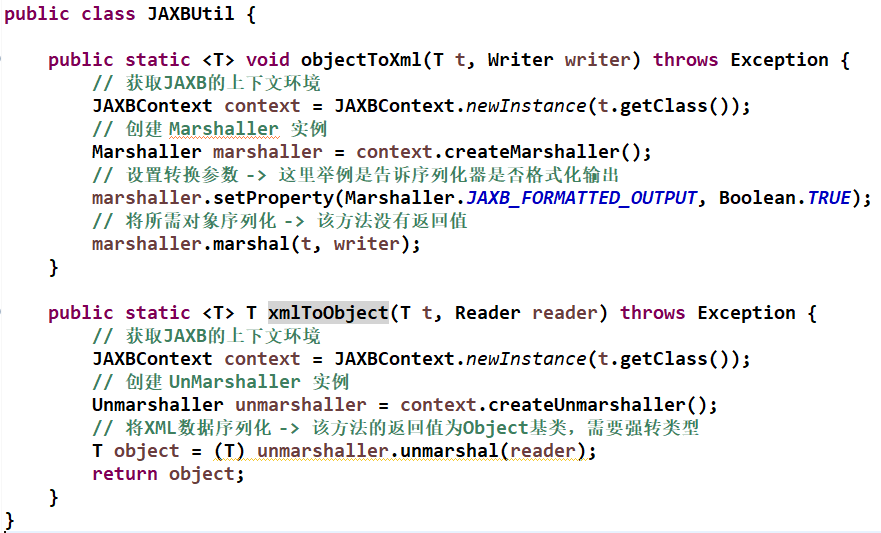 public class JAXBUtil {
public static <T> void objectToXml(T t, Writer writer) throws Exception {
// 获取JAXB的上下文环境
JAXBContext context = JAXBContext.newInstance(t.getClass());
// 创建 Marshaller 实例
Marshaller marshaller = context.createMarshaller();
// 设置转换参数 -> 这里举例是告诉序列化器是否格式化输出
marshaller.setProperty(Marshaller.JAXB_FORMATTED_OUTPUT, Boolean.TRUE);
// 将所需对象序列化 -> 该方法没有返回值
marshaller.marshal(t, writer);
}
public static <T> T xmlToObject(T t, Reader reader) throws Exception {
// 获取JAXB的上下文环境
JAXBContext context = JAXBContext.newInstance(t.getClass());
// 创建 UnMarshaller 实例
Unmarshaller unmarshaller = context.createUnmarshaller();
// 将XML数据序列化 -> 该方法的返回值为Object基类，需要强转类型
T object = (T) unmarshaller.unmarshal(reader);
return object;
}
}